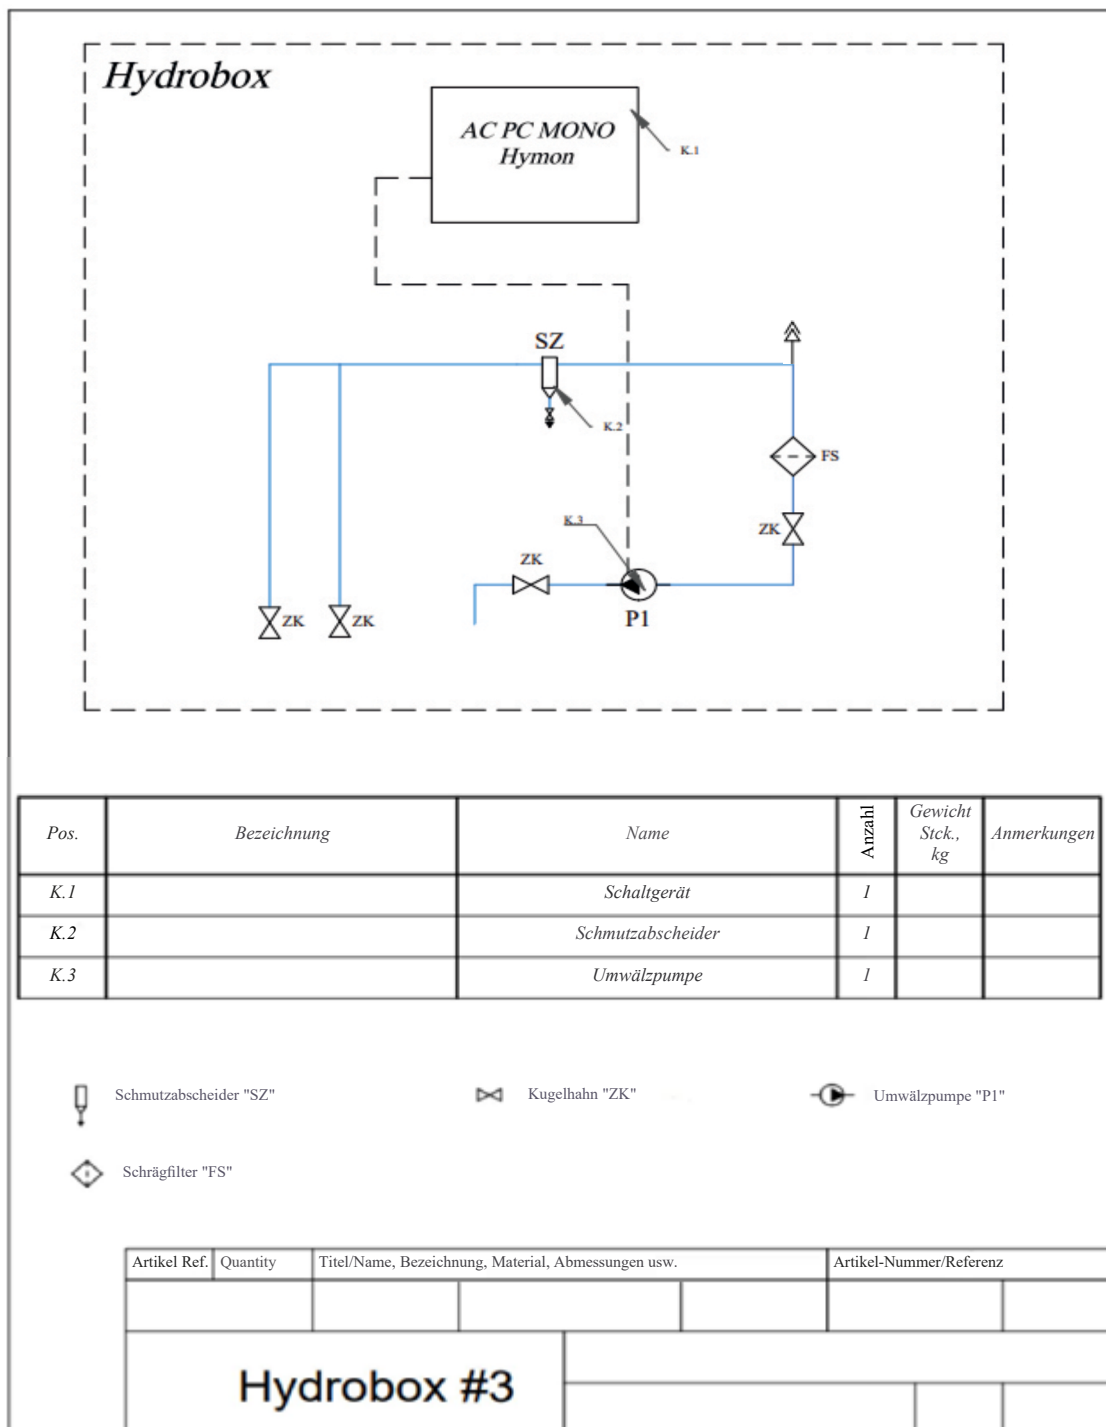 Hydrobox
AC PC MONO
Hymon
K.1
SZ
K.2
FS
K.3
ZK
ZK
P1
ZK
ZK
Pos.
Bezeichnung
Name
Anzahl
Gewicht
Stck.,
kg
Anmerkungen
K.1
Schaltgerät
1
K.2
Schmutzabscheider
1
K.3
Umwälzpumpe
1
Schmutzabscheider "SZ"
Kugelhahn "ZK"
Umwälzpumpe "P1"
Schrägfilter "FS"
Artikel Ref.
Quantity
Titel/Name, Bezeichnung, Material, Abmessungen usw.
Artikel-Nummer/Referenz
Hydrobox #3